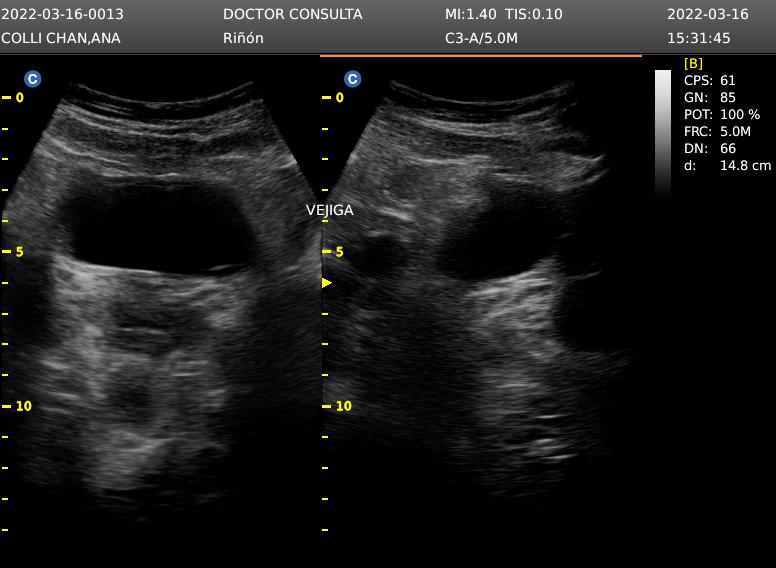 2022-03-16-0013 DOCTOR CONSULTA MI:1.40 TIS:0.10 2022-03-16
COLLI CHAN,ANA Riñón C3-A/5.0M 15:31:45
C C
[B]
CPS: 61
GN: 85
POT: 100 %
FRC: 5.0M
DN: 66
d: 14.8 cm
0 0
VEJIGA
5 5
10 10